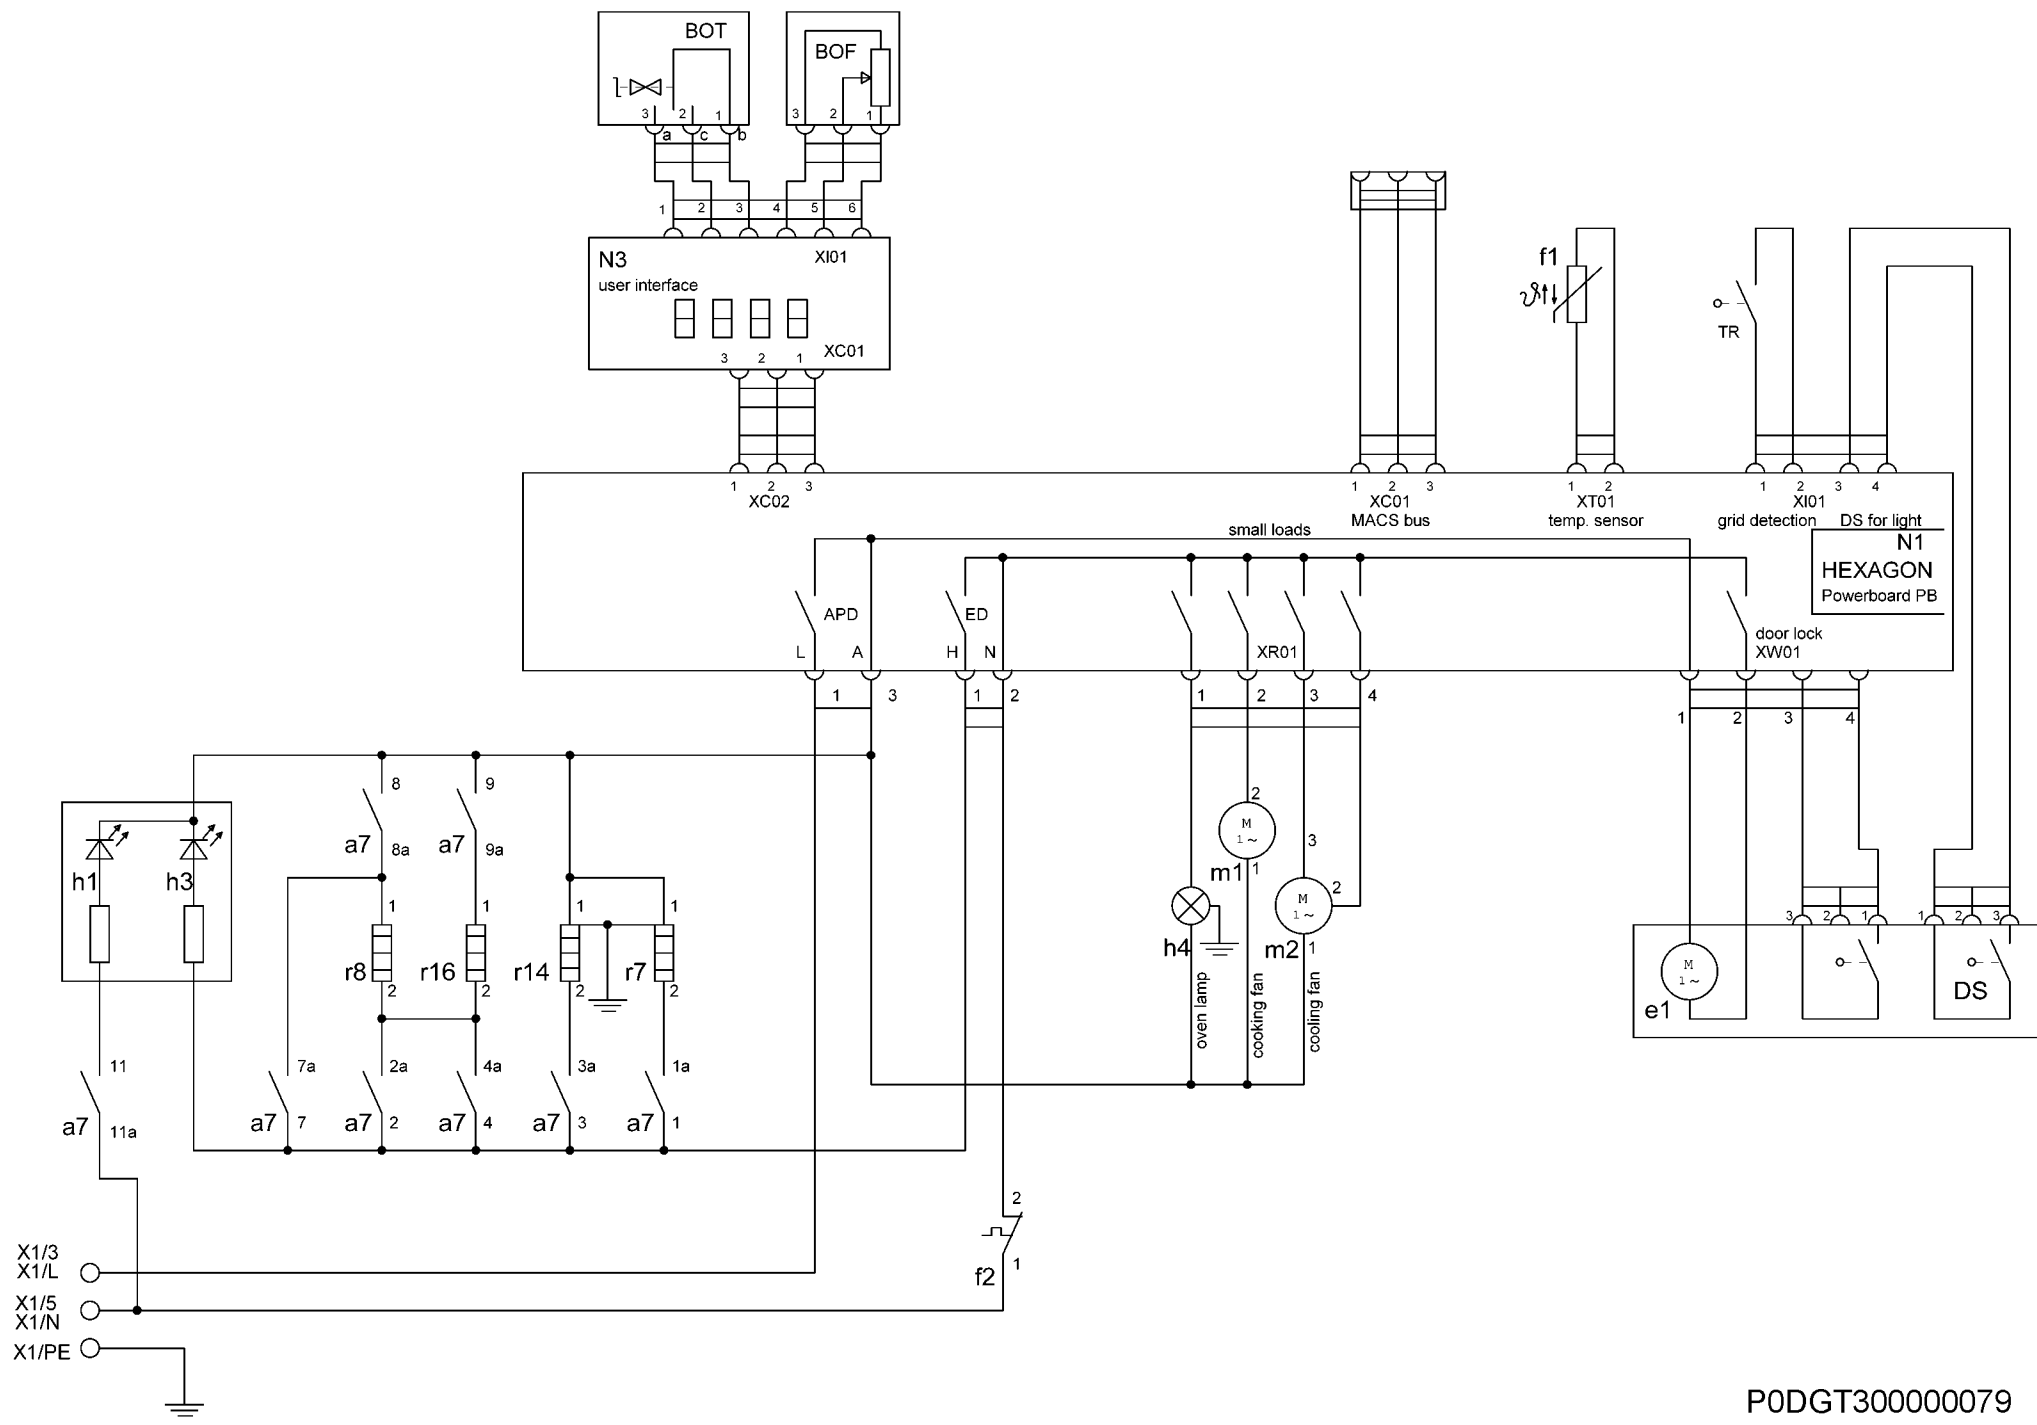 BOT
BOF
3 2 1
3 2 1
a c b
1 2 3 4 5 6
N3
XI01
user interface
XC01
3 2 1
f1
TR
1 2 3
XC02
1 2 3
XC01
MACS bus
1 2
XT01
temp. sensor
1 2 3 4
XI01
grid detection
DS for light
small loads
N1
HEXAGON
Powerboard PB
APD
ED
door lock
L A H N
XR01
XW01
1 3 1 2
1 2 3 4
1 2 3 4
8
9
a7
8a
a7
9a
h1
h3
1
1
1
1
r8
r16
r14
r7
2
2
2
2
2
M
1~
m1
1
3
M
1~
2
m2
1
h4
oven lamp
cooking fan
cooling fan
3 2 1
1 2 3
M
1~
e1
DS
11
7a
2a
4a
3a
1a
a7
11a
a7
7
a7
2
a7
4
a7
3
a7
1
2
f2
1
X1/3
X1/L
X1/5
X1/N
X1/PE
P0DGT300000079